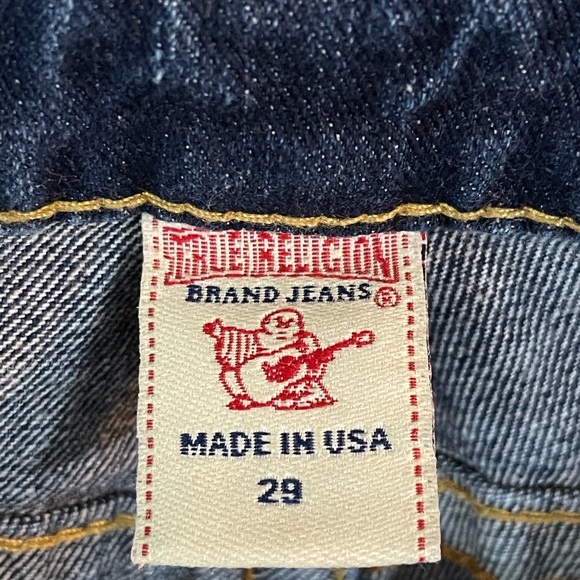 TRUE RELIGION
BRAND JEANS®
MADE IN USA
29